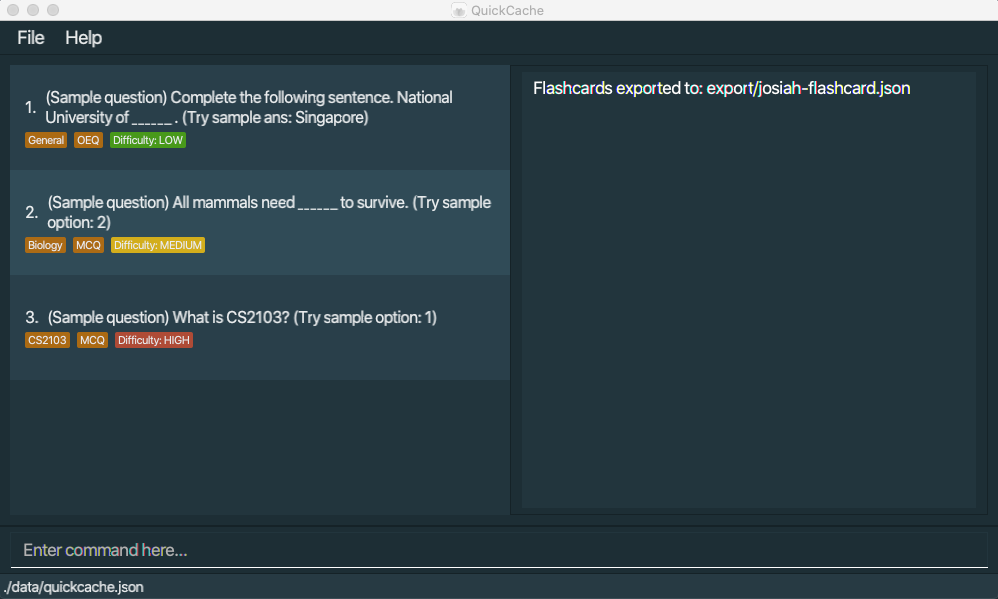 QuickCache
File Help
1. (Sample question) Complete the following sentence. National
University of ______ . (Try sample ans: Singapore)
General OEQ Difficulty: LOW
2. (Sample question) All mammals need ______ to survive. (Try sample
option: 2)
Biology MCQ Difficulty: MEDIUM
3. (Sample question) What is CS2103? (Try sample option: 1)
CS2103 MCQ Difficulty: HIGH
Flashcards exported to: export/josiah-flashcard.json
Enter command here...
./data/quickcache.json